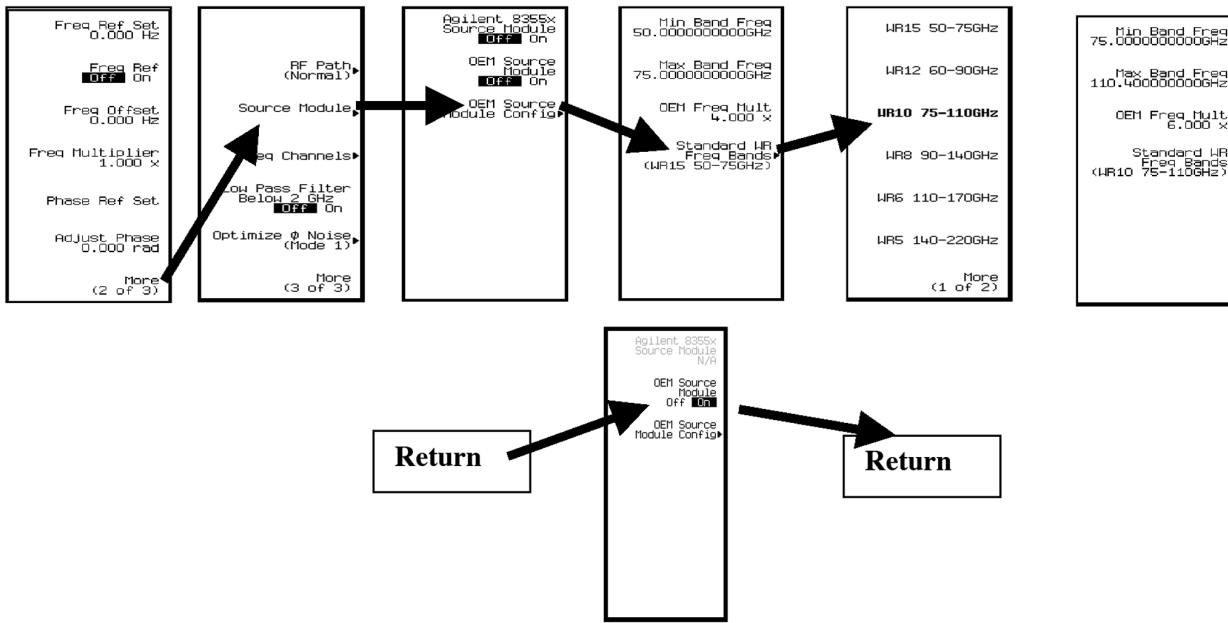 Freq Ref Set
0.000 Hz
Freq Ref
Off On
Freq Offset
0.000 Hz
Freq Multiplier
1.000 x
Phase Ref Set
Adjust Phase
0.000 rad
More
(2 of 3)
RF Path
(Normal)
Source Module
eq Channels
Low Pass Filter
Below 2 GHz
Off On
Optimize Φ Noise
(Mode 1)
More
(3 of 3)
Agilent 8355x
Source Module
Off On
OEM Source
Module
Off On
OEM Source
Module Config
Min Band Freq
50.0000000000GHz
Max Band Freq
75.0000000000GHz
OEM Freq Mult
4.000 x
Standard WR
Freq Bands
(WR15 50-75GHz)
WR15 50-75GHz
WR12 60-90GHz
WR10 75-110GHz
WR8 90-140GHz
WR6 110-170GHz
WR5 140-220GHz
More
(1 of 2)
Min Band Freq
75.0000000000GHz
Max Band Freq
110.400000000GHz
OEM Freq Mult
6.000 x
Standard WR
Freq Bands
(WR10 75-110GHz)
Return
Agilent 8355x
Source Module
N/A
OEM Source
Module
Off On
OEM Source
Module Config
Return